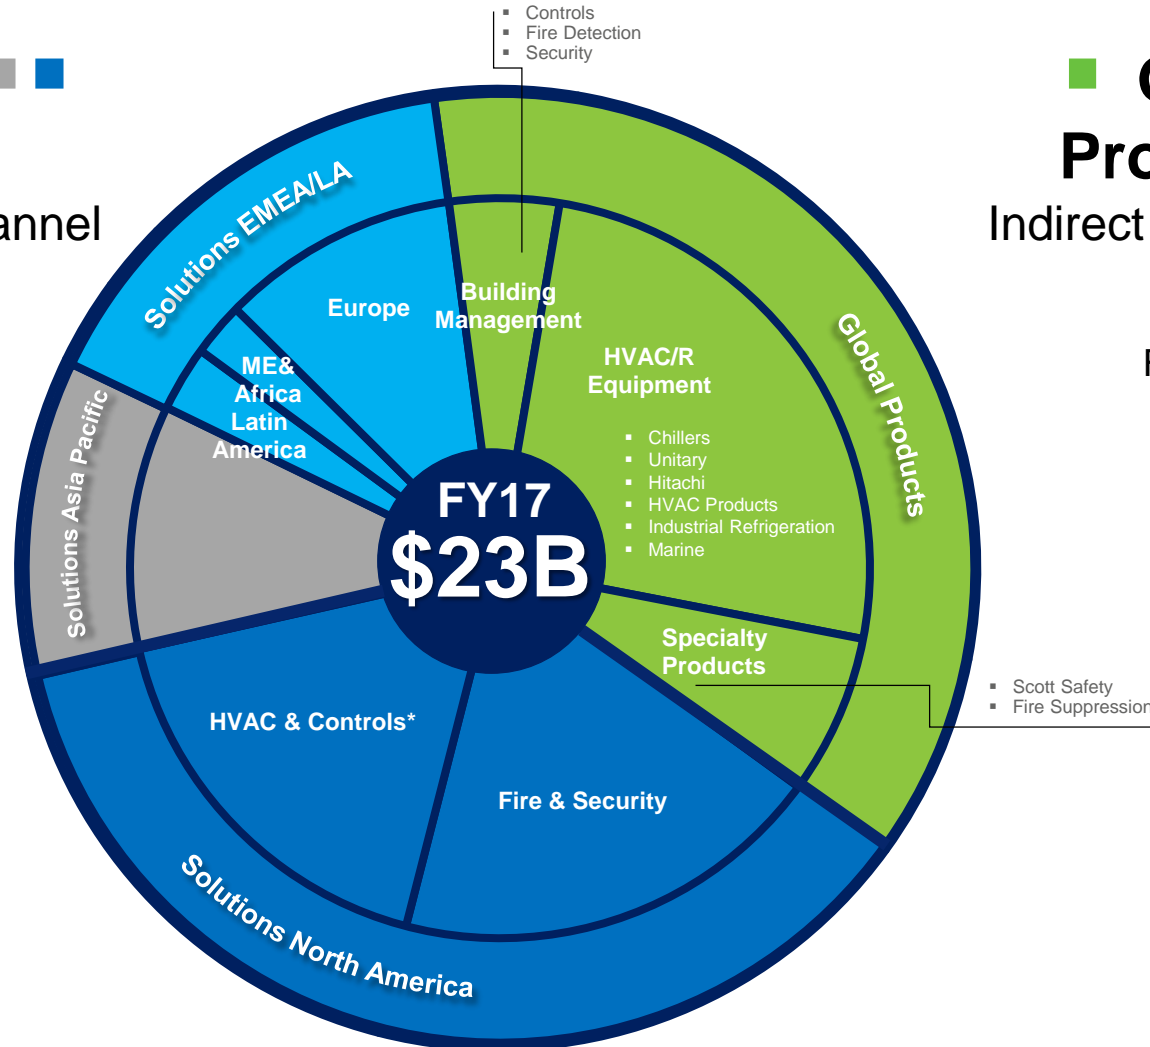 Controls
Fire Detection
Security
annel
Pro
Indirect
Solutions EMEA/LA
Europe
Building
Management
HVAC/R
Equipment
Chillers
Unitary
Hitachi
HVAC Products
Industrial Refrigeration
Marine
Global Products
ME&
Africa
Latin
America
Solutions Asia Pacific
FY17
$23B
Specialty
Products
Scott Safety
Fire Suppression
HVAC & Controls*
Fire & Security
Solutions North America